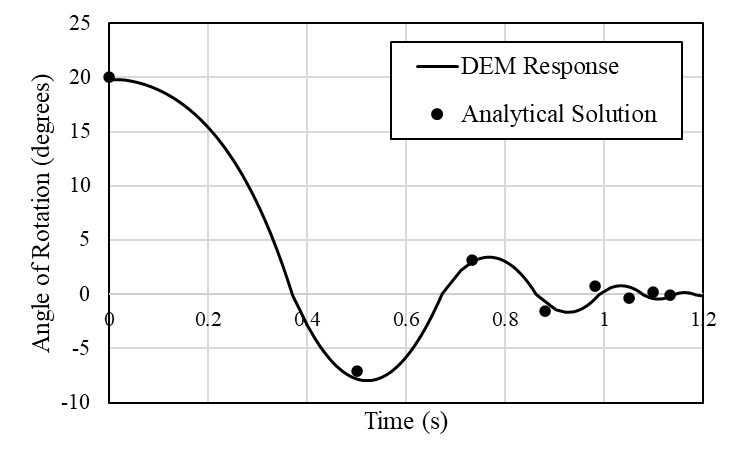 25
20
15
10
5
0
-5
-10
Angle of Rotation (degrees)
DEM Response
Analytical Solution
0 0.2 0.4 0.6 0.8 1 1.2
Time (s)